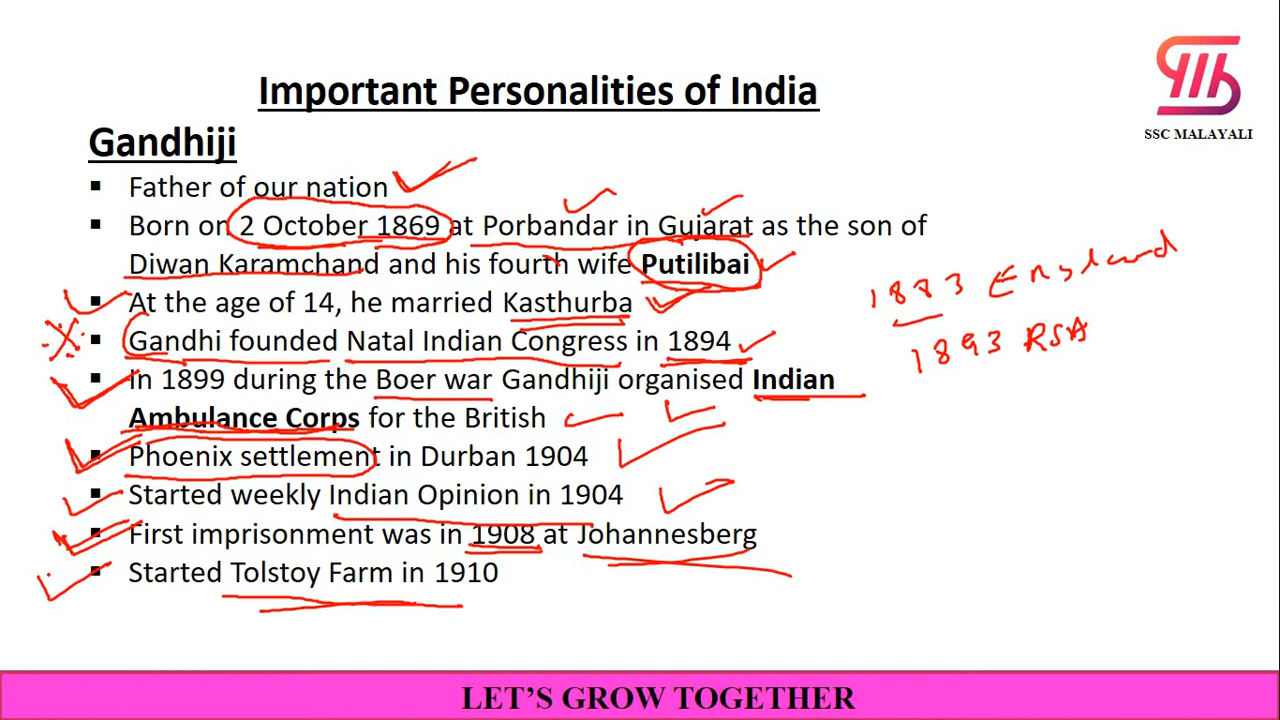 Important Personalities of India
SSC MALAYALI
Gandhiji
▪ Father of our nation
▪ Born on 2 October 1869 at Porbandar in Gujarat as the son of
Diwan Karamchand and his fourth wife Putilibai
▪ At the age of 14, he married Kasthurba
▪ Gandhi founded Natal Indian Congress in 1894
▪ In 1899 during the Boer war Gandhiji organised Indian
Ambulance Corps for the British
▪ Phoenix settlement in Durban 1904
▪ Started weekly Indian Opinion in 1904
▪ First imprisonment was in 1908 at Johannesberg
▪ Started Tolstoy Farm in 1910
1883 England
1893 RSA
LET’S GROW TOGETHER